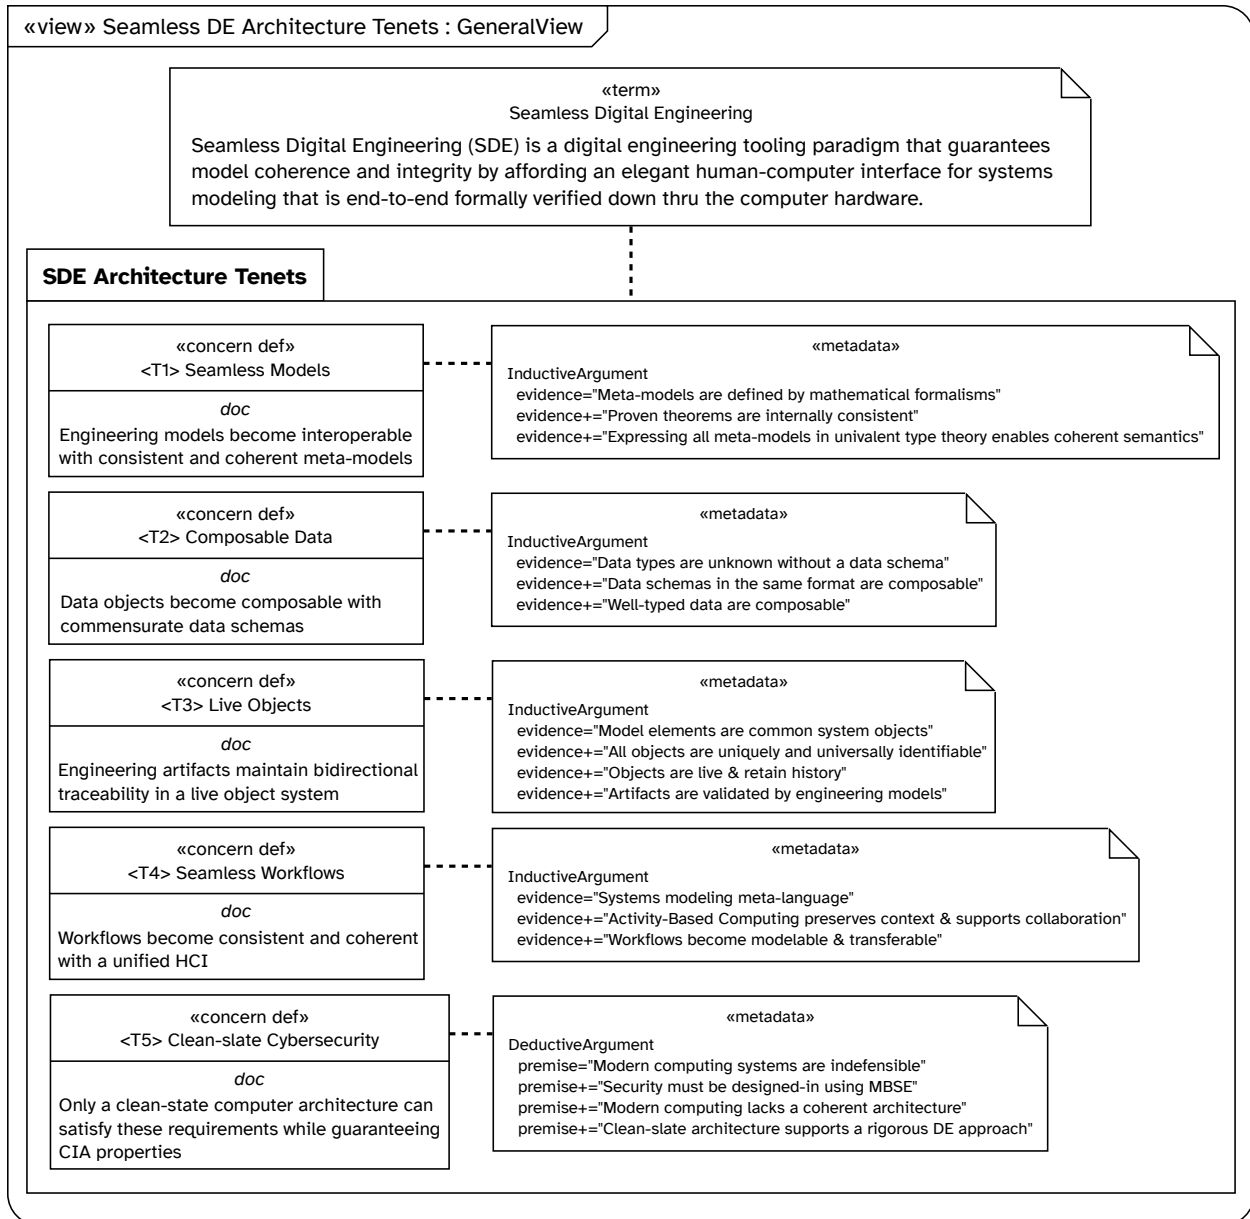 «view» Seamless DE Architecture Tenets : GeneralView
«term»
Seamless Digital Engineering
Seamless Digital Engineering (SDE) is a digital engineering tooling paradigm that guarantees
model coherence and integrity by affording an elegant human-computer interface for systems
modeling that is end-to-end formally verified down thru the computer hardware.
SDE Architecture Tenets
«concern def»
<T1> Seamless Models
doc
Engineering models become interoperable
with consistent and coherent meta-models
«metadata»
InductiveArgument
evidence="Meta-models are defined by mathematical formalisms"
evidence+="Proven theorems are internally consistent"
evidence+="Expressing all meta-models in univalent type theory enables coherent semantics"
«concern def»
<T2> Composable Data
doc
Data objects become composable with
commensurate data schemas
«metadata»
InductiveArgument
evidence="Data types are unknown without a data schema"
evidence+="Data schemas in the same format are composable"
evidence+="Well-typed data are composable"
«concern def»
<T3> Live Objects
doc
Engineering artifacts maintain bidirectional
traceability in a live object system
«metadata»
InductiveArgument
evidence="Model elements are common system objects"
evidence+="All objects are uniquely and universally identifiable"
evidence+="Objects are live & retain history"
evidence+="Artifacts are validated by engineering models"
«concern def»
<T4> Seamless Workflows
doc
Workflows become consistent and coherent
with a unified HCI
«metadata»
InductiveArgument
evidence="Systems modeling meta-language"
evidence+="Activity-Based Computing preserves context & supports collaboration"
evidence+="Workflows become modelable & transferable"
«concern def»
<T5> Clean-slate Cybersecurity
doc
Only a clean-state computer architecture can
satisfy these requirements while guaranteeing
CIA properties
«metadata»
DeductiveArgument
premise="Modern computing systems are indefensible"
premise+="Security must be designed-in using MBSE"
premise+="Modern computing lacks a coherent architecture"
premise+="Clean-slate architecture supports a rigorous DE approach"